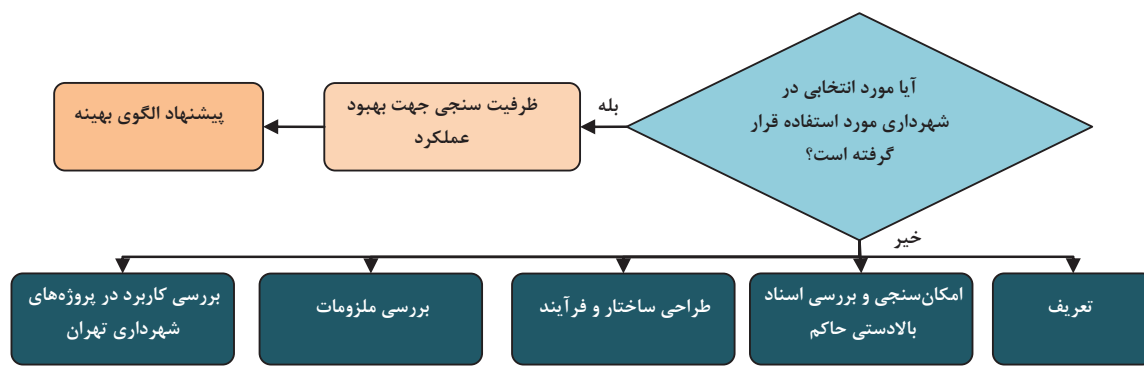 آیا مورد انتخابی در
شهرداری مورد استفاده قرار
گرفته است؟
بله
ظرفیت سنجی جهت بهبود
عملکرد
پیشنهاد الگوی بهینه
خیر
تعریف
امکان‌سنجی و بررسی اسناد
بالادستی حاکم
طراحی ساختار و فرآیند
بررسی ملزومات
بررسی کاربرد در پروژه‌های
شهرداری تهران